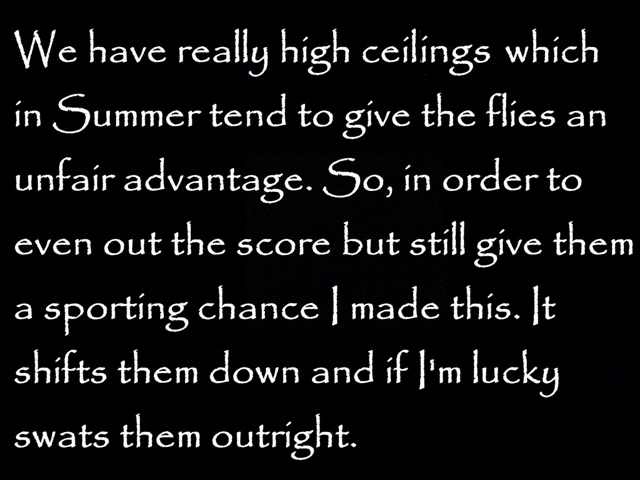 We have really high ceilings which
in Summer tend to give the flies an
unfair advantage. So, in order to
even out the score but still give them
a sporting chance I made this. It
shifts them down and if I'm lucky
swats them outright.